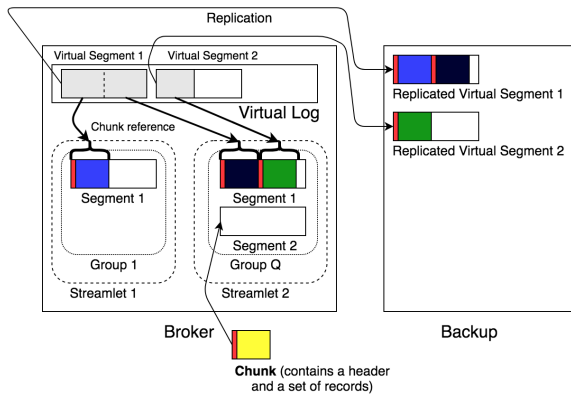 Replication
Virtual Segment 1
Virtual Segment 2
Virtual Log
Chunk reference
Segment 1
Group 1
Streamlet 1
Segment 1
Segment 2
Group Q
Streamlet 2
Replicated Virtual Segment 1
Replicated Virtual Segment 2
Broker
Backup
Chunk (contains a header
and a set of records)